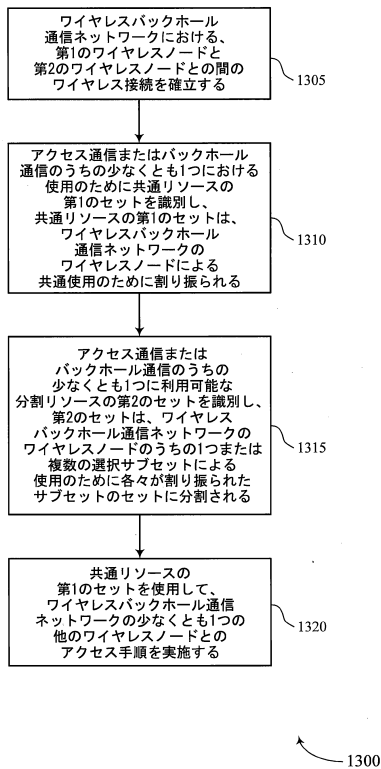 ワイヤレスバックホール
通信ネットワークにおける、
第1のワイヤレスノードと
第2のワイヤレスノードとの間の
ワイヤレス接続を確立する
1305
アクセス通信またはバックホール
通信のうちの少なくとも1つにおける
使用のために共通リソースの
第1のセットを識別し、
共通リソースの第1のセットは、
ワイヤレスバックホール
通信ネットワークの
ワイヤレスノードによる
共通使用のために割り振られる
1310
アクセス通信または
バックホール通信のうちの
少なくとも1つに利用可能な
分割リソースの第2のセットを識別し、
第2のセットは、ワイヤレス
バックホール通信ネットワークの
ワイヤレスノードのうちの1つまたは
複数の選択サブセットによる
使用のために各々が割り振られた
サブセットのセットに分割される
1315
共通リソースの
第1のセットを使用して、
ワイヤレスバックホール通信
ネットワークの少なくとも1つの
他のワイヤレスノードとの
アクセス手順を実施する
1320
1300